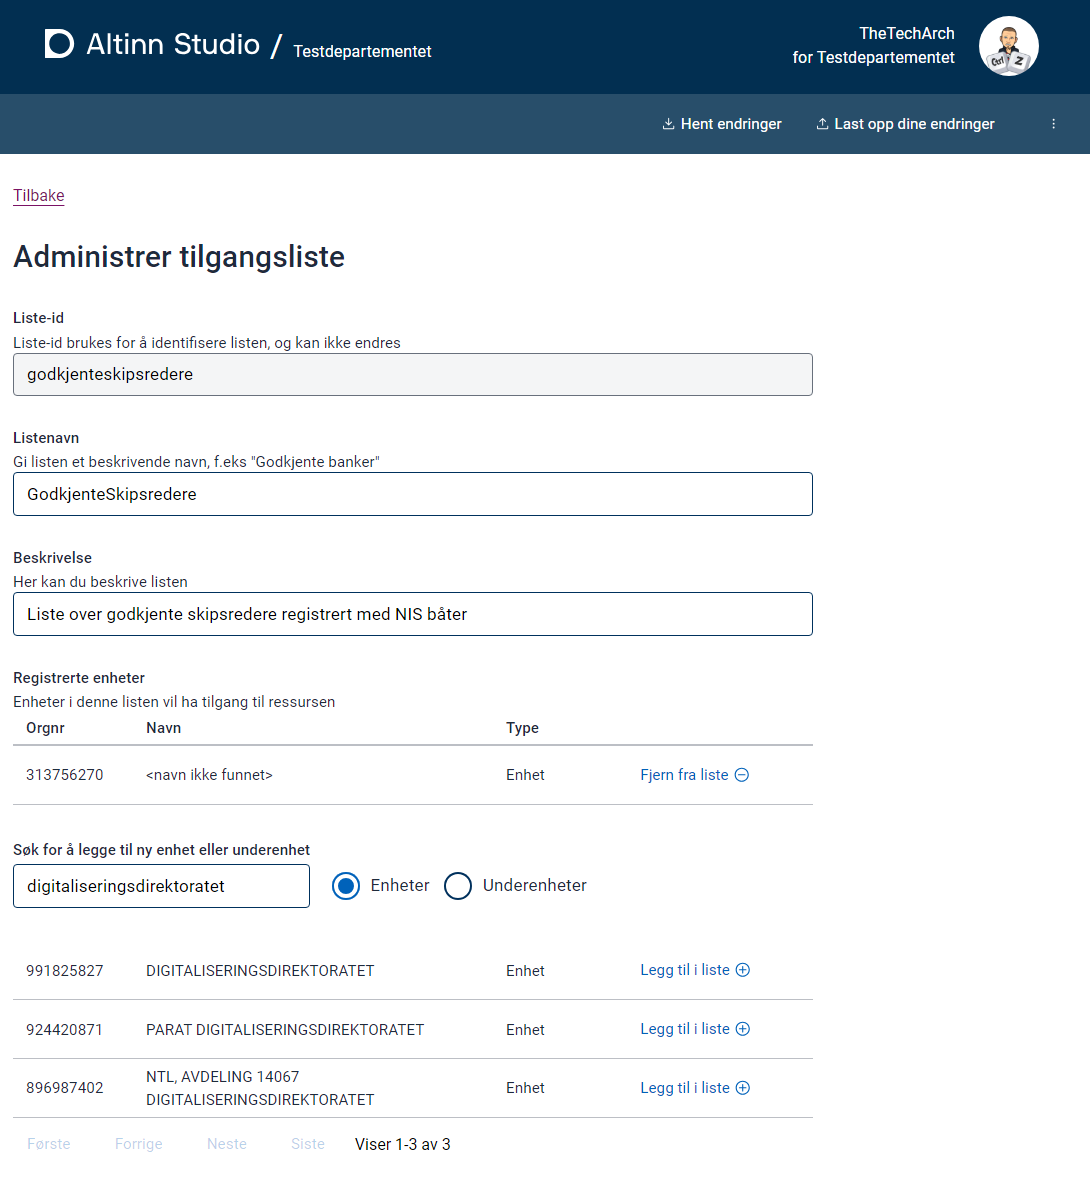 Altinn Studio / Testdepartementet
TheTechArch
for Testdepartementet
Ctrl Z
Hent endringer Last opp dine endringer
Tilbake
Administrer tilgangsliste
Liste-id
Liste-id brukes for å identifisere listen, og kan ikke endres
godkjenteskipsredere
Listenavn
Gi listen et beskrivende navn, f.eks "Godkjente banker"
GodkjenteSkipsredere
Beskrivelse
Her kan du beskrive listen
Liste over godkjente skipsredere registrert med NIS båter
Registrerte enheter
Enheter i denne listen vil ha tilgang til ressursen
Orgnr Navn Type
313756270 <navn ikke funnet> Enhet Fjern fra liste
Søk for å legge til ny enhet eller underenhet
digitaliseringsdirektoratet Enheter Underenheter
991825827 DIGITALISERINGSDIREKTORATET Enhet Legg til i liste
924420871 PARAT DIGITALISERINGSDIREKTORATET Enhet Legg til i liste
896987402 NTL, AVDELING 14067 Enhet Legg til i liste
DIGITALISERINGSDIREKTORATET
Første Forrige Neste Siste Viser 1-3 av 3